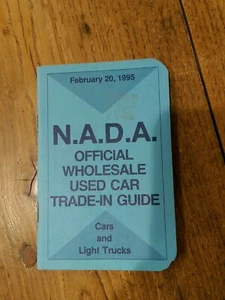 February 20, 1995
N.A.D.A.
OFFICIAL
WHOLESALE
USED CAR
TRADE-IN GUIDE
Cars
and
Light Trucks